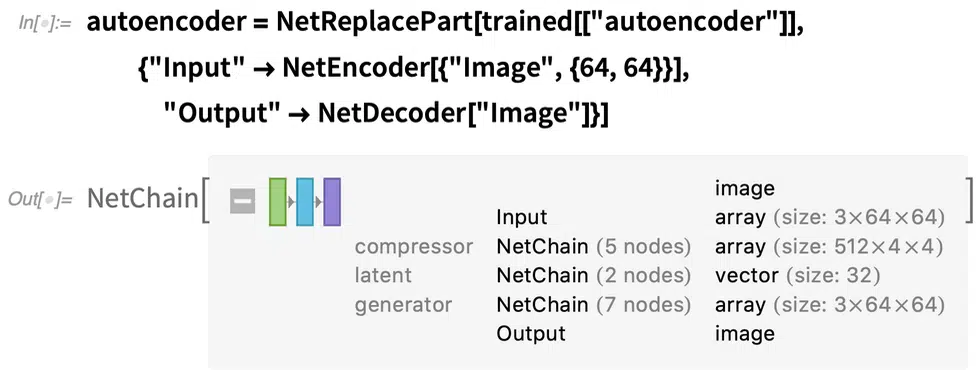 In[•]:= autoencoder = NetReplacePart[trained[["autoencoder"]],
{"Input" → NetEncoder[{"Image", {64, 64}}],
"Output" → NetDecoder["Image"]}]
Out[•]= NetChain[
image
Input array (size: 3×64×64)
compressor NetChain (5 nodes) array (size: 512×4×4)
latent NetChain (2 nodes) vector (size: 32)
generator NetChain (7 nodes) array (size: 3×64×64)
Output image
]